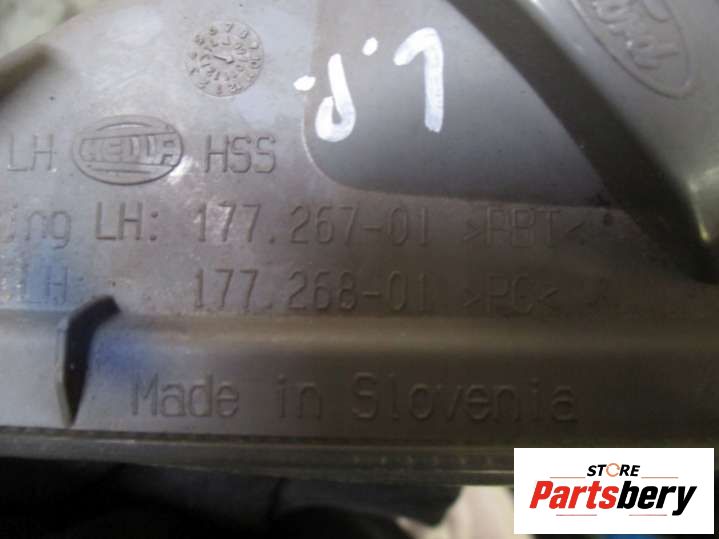 Ford
L.P.
LH HELLA HSS
ing LH: 177.267-01 >PBT<
LH: 177.268-01 >PC<
Made in Slovenia
STORE
Partsbery